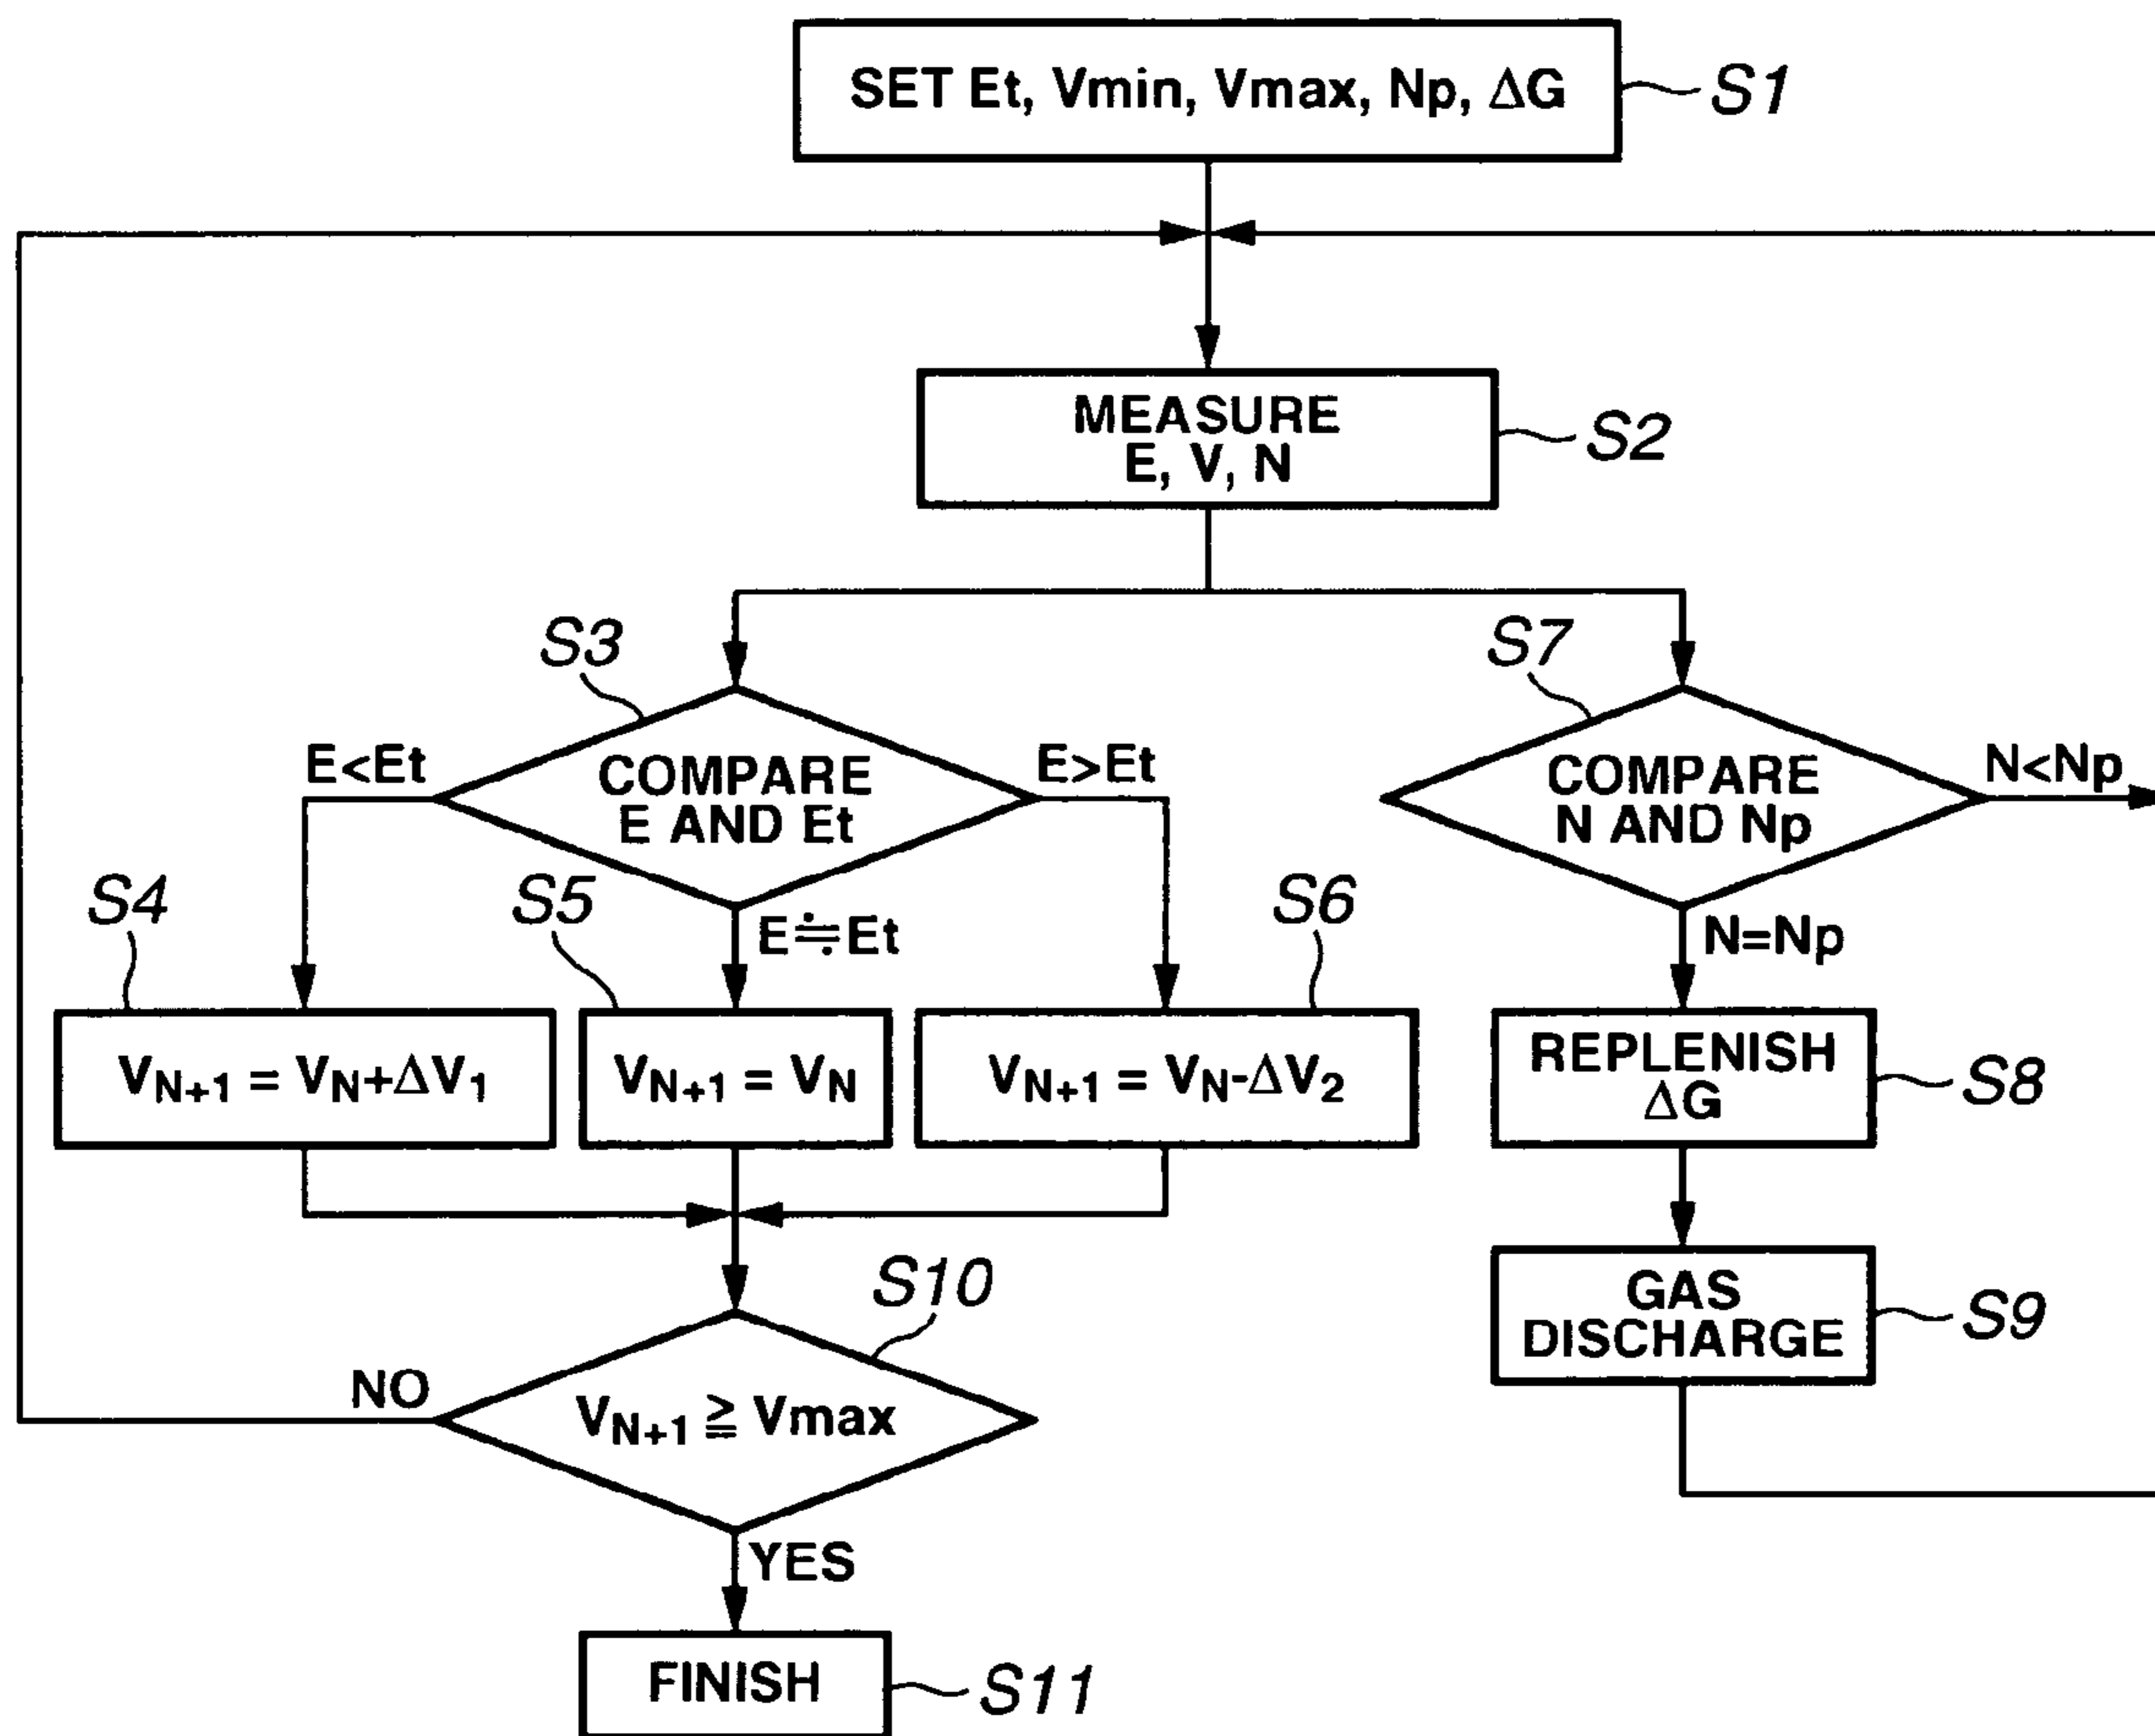 SET Et, Vmin, Vmax, Np, ΔG
S1
MEASURE
E, V, N
S2
S3
S7
E<Et
COMPARE
E AND Et
E>Et
COMPARE
N AND Np
N<Np
S4
S5
E≒Et
S6
N=Np
V_{N+1} = V_N+ΔV_1
V_{N+1} = V_N
V_{N+1} = V_N-ΔV_2
REPLENISH
ΔG
S8
S10
GAS
DISCHARGE
S9
NO
V_{N+1} ≧ Vmax
YES
FINISH
S11